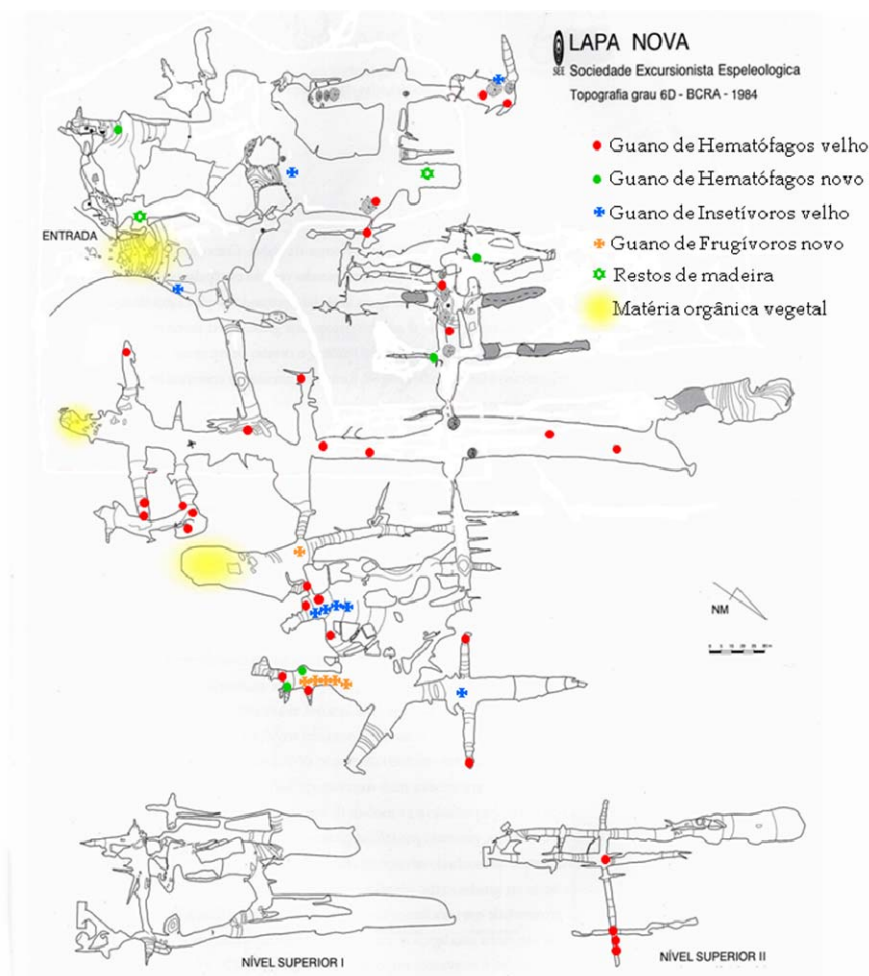 LAPA NOVA
SEE Sociedade Excursionista Espeleologica
Topografia grau 6D - BCRA - 1984
Guano de Hematófagos velho
Guano de Hematófagos novo
Guano de Insetívoros velho
Guano de Frugívoros novo
Restos de madeira
Matéria orgânica vegetal
ENTRADA
NM
NÍVEL SUPERIOR I
NÍVEL SUPERIOR II